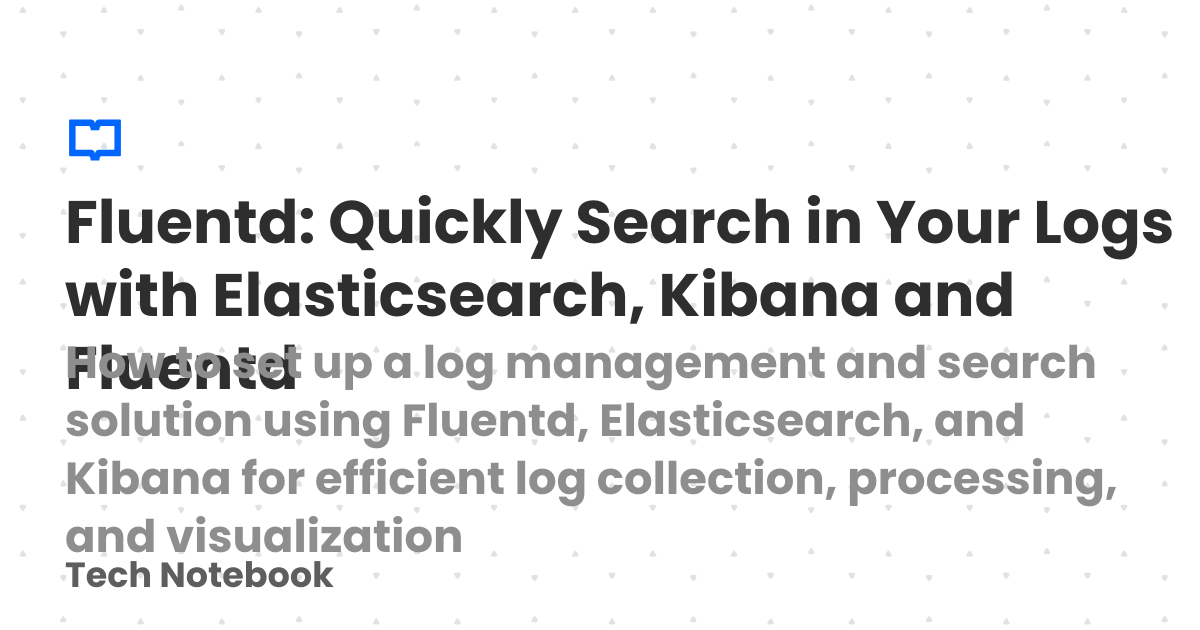 Fluentd: Quickly Search in Your Logs
with Elasticsearch, Kibana and
Fluentd
How to set up a log management and search
solution using Fluentd, Elasticsearch, and
Kibana for efficient log collection, processing,
and visualization
Tech Notebook